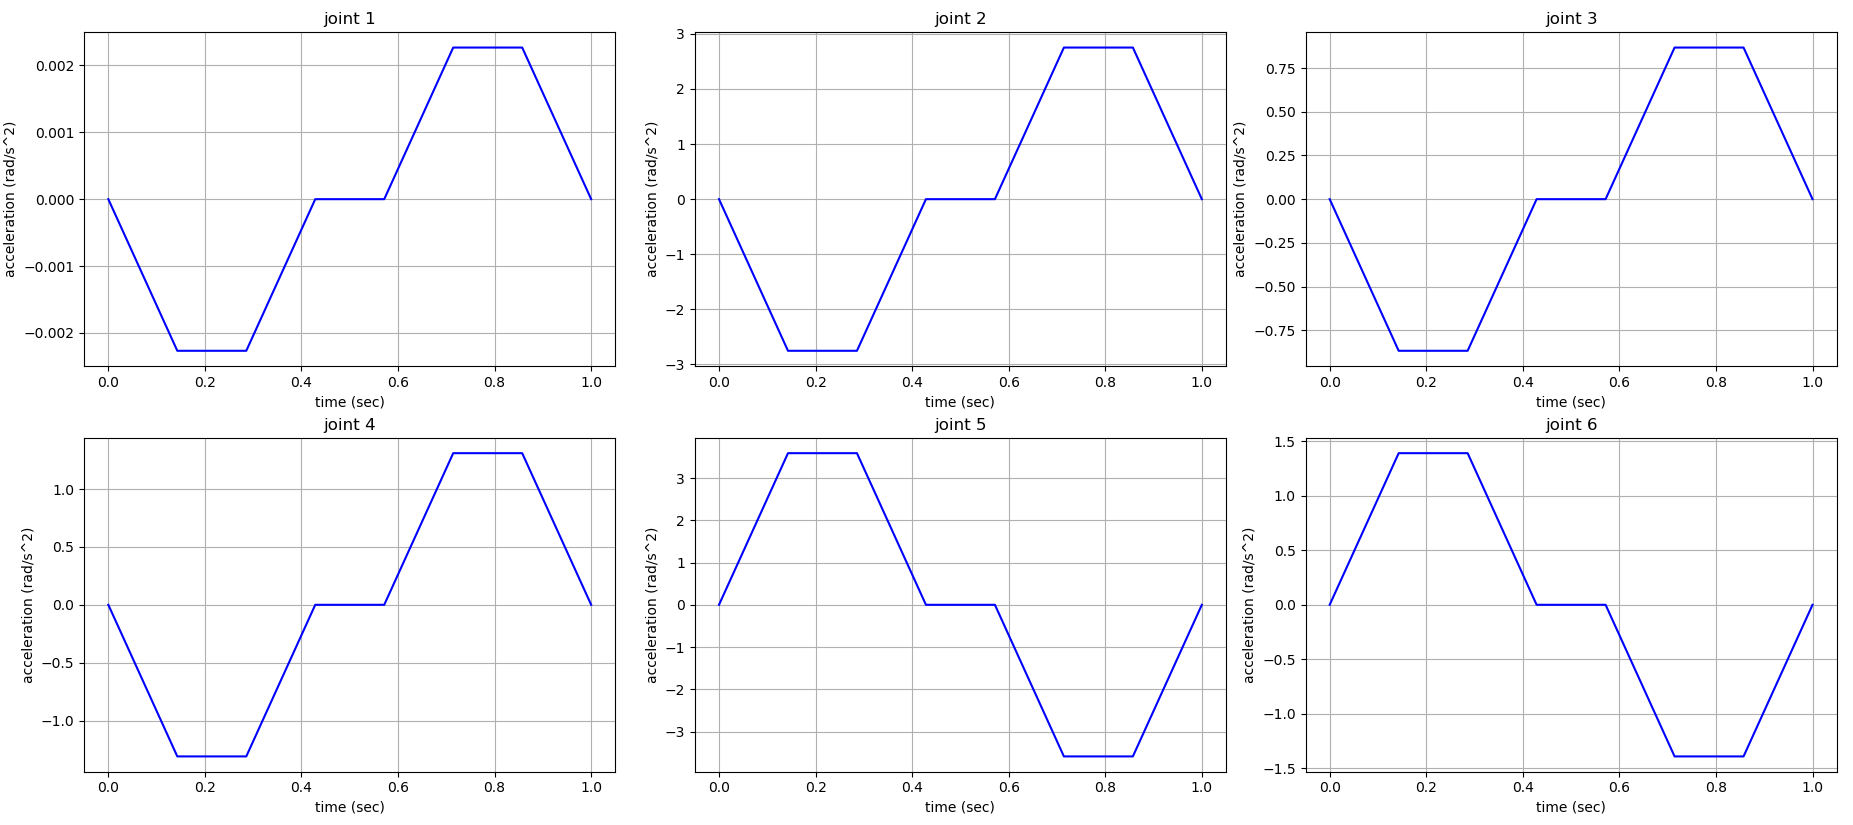 joint 1
0.002
0.001
0.000
−0.001
−0.002
acceleration (rad/s^2)
0.0 0.2 0.4 0.6 0.8 1.0
time (sec)
joint 2
3
2
1
0
−1
−2
−3
acceleration (rad/s^2)
0.0 0.2 0.4 0.6 0.8 1.0
time (sec)
joint 3
0.75
0.50
0.25
0.00
−0.25
−0.50
−0.75
acceleration (rad/s^2)
0.0 0.2 0.4 0.6 0.8 1.0
time (sec)
joint 4
1.0
0.5
0.0
−0.5
−1.0
acceleration (rad/s^2)
0.0 0.2 0.4 0.6 0.8 1.0
time (sec)
joint 5
3
2
1
0
−1
−2
−3
acceleration (rad/s^2)
0.0 0.2 0.4 0.6 0.8 1.0
time (sec)
joint 6
1.5
1.0
0.5
0.0
−0.5
−1.0
−1.5
acceleration (rad/s^2)
0.0 0.2 0.4 0.6 0.8 1.0
time (sec)